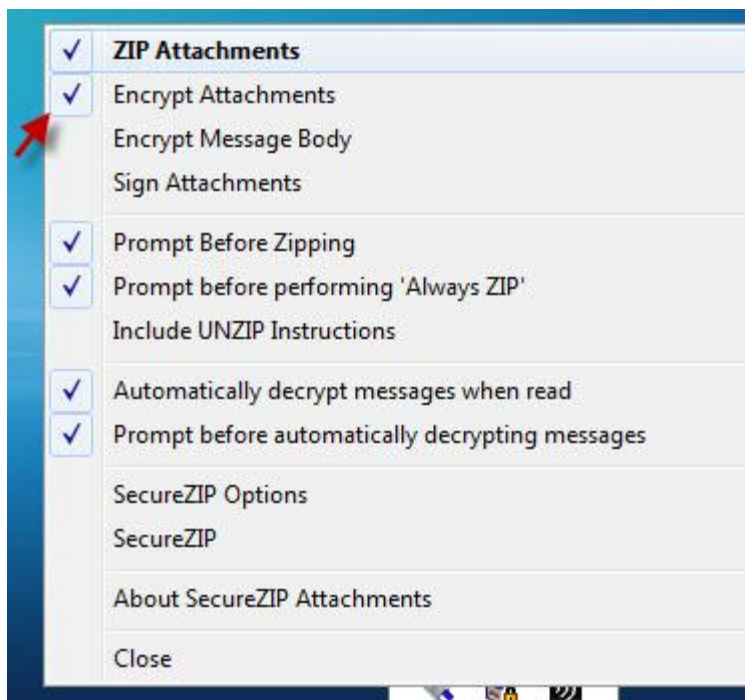 ZIP Attachments
Encrypt Attachments
Encrypt Message Body
Sign Attachments
Prompt Before Zipping
Prompt before performing 'Always ZIP'
Include UNZIP Instructions
Automatically decrypt messages when read
Prompt before automatically decrypting messages
SecureZIP Options
SecureZIP
About SecureZIP Attachments
Close